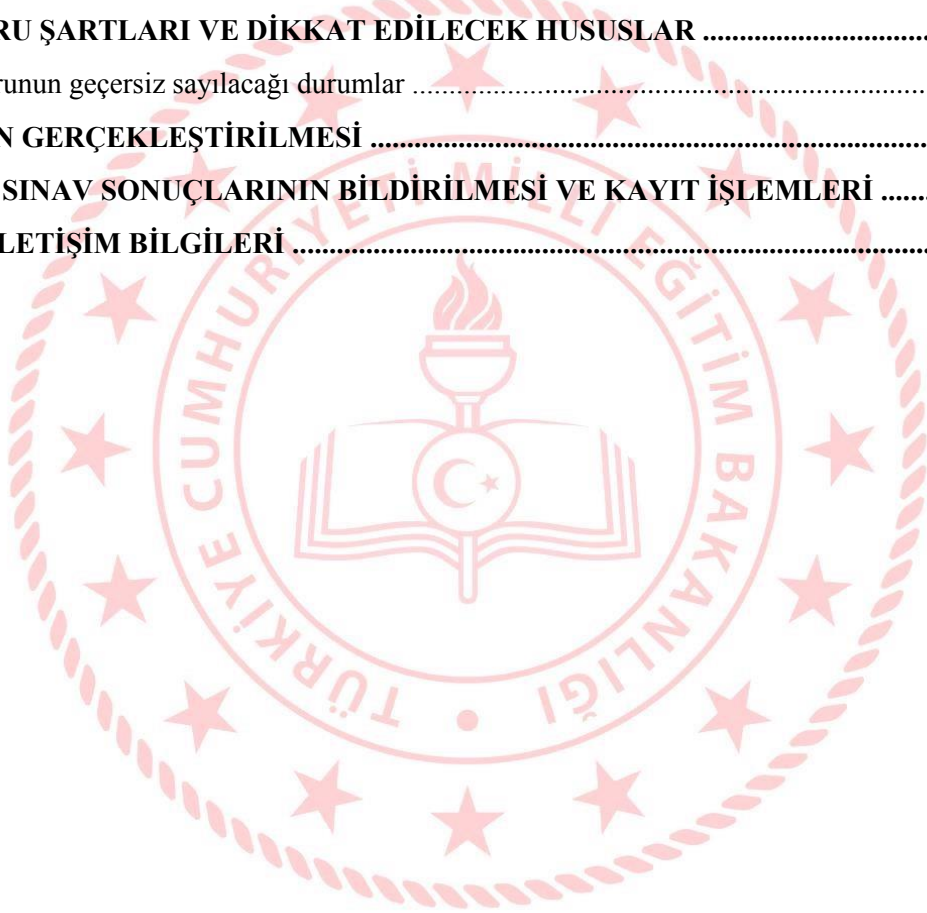 RU ŞARTLARI VE DİKKAT EDİLECEK HUSUSLAR ................................
runun geçersiz sayılacağı durumlar ................................................................
N GERÇEKLEŞTİRİLMESİ ................................................................
SINAV SONUÇLARININ BİLDİRİLMESİ VE KAYIT İŞLEMLERİ .......
LETİŞİM BİLGİLERİ ................................................................
TÜRKİYE CUMHURİYETİ MİLLİ EĞİTİM BAKANLIĞI